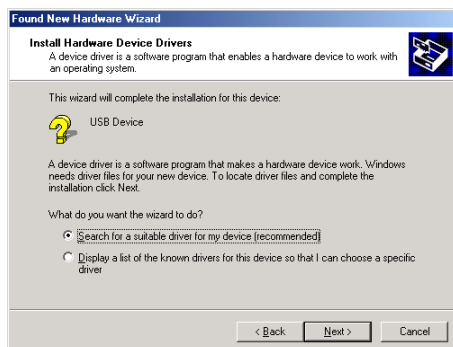 Found New Hardware Wizard
Install Hardware Device Drivers
A device driver is a software program that enables a hardware device to work with
an operating system.
This wizard will complete the installation for this device:
USB Device
A device driver is a software program that makes a hardware device work. Windows
needs driver files for your new device. To locate driver files and complete the
installation click Next.
What do you want the wizard to do?
Search for a suitable driver for my device (recommended)
Display a list of the known drivers for this device so that I can choose a specific
driver
< Back Next > Cancel